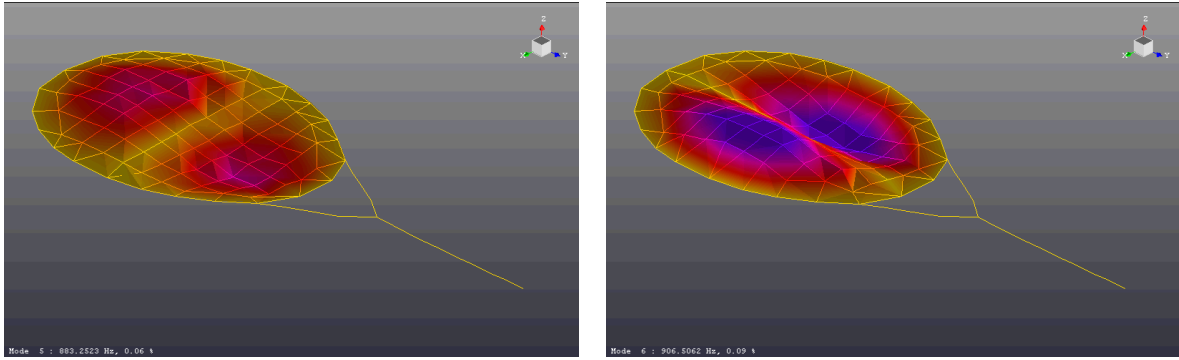 Z
X
Y
Mode 5 : 883.2523 Hz, 0.06 %
Z
X
Y
Mode 6 : 906.5062 Hz, 0.09 %